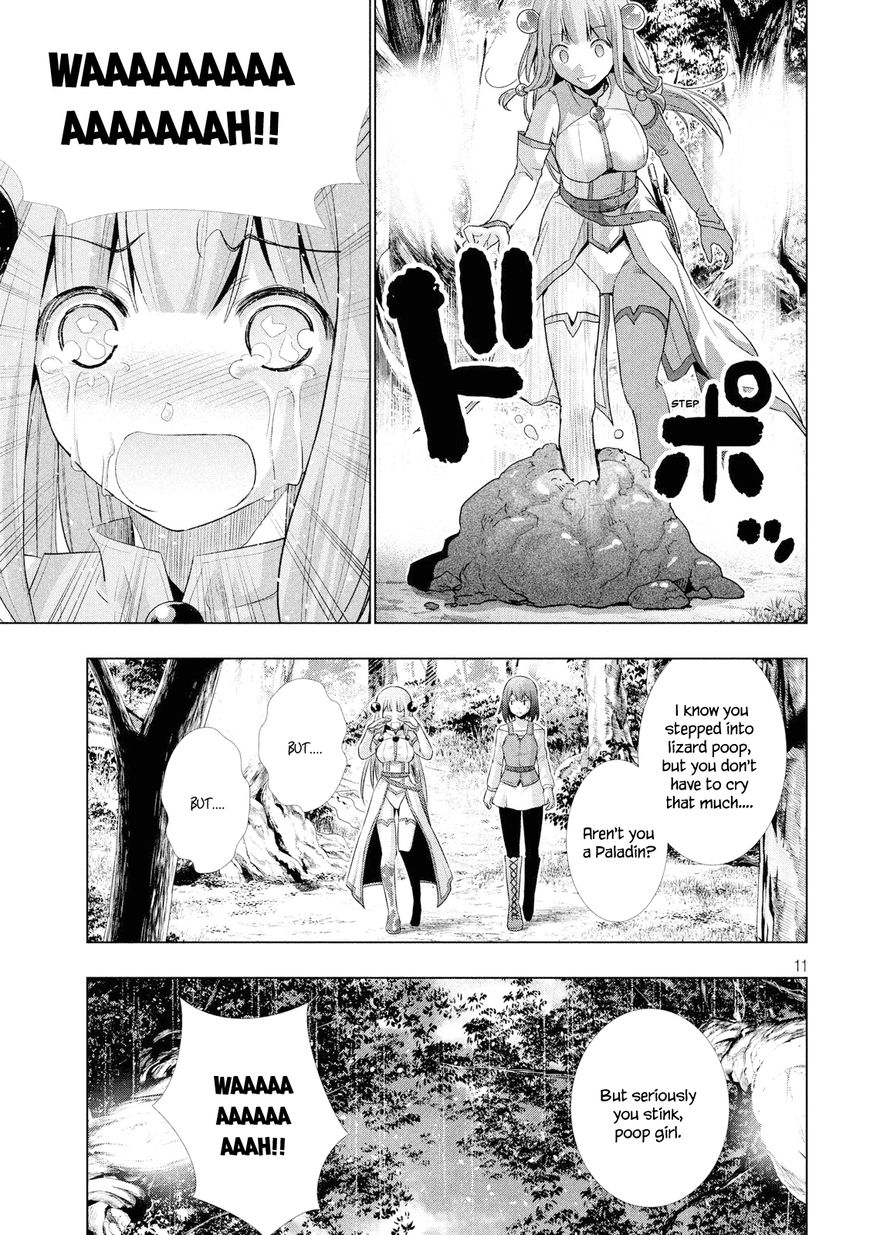 ドポッ
STEP
WAAAAAAAAA
AAAAAAAH!!
I know you
stepped into
lizard poop,
but you don't
have to cry
that much....
Aren't you
a Paladin?
BUT....
BUT....
11
But seriously
you stink,
poop girl.
WAAAAA
AAAAAA
AAAH!!